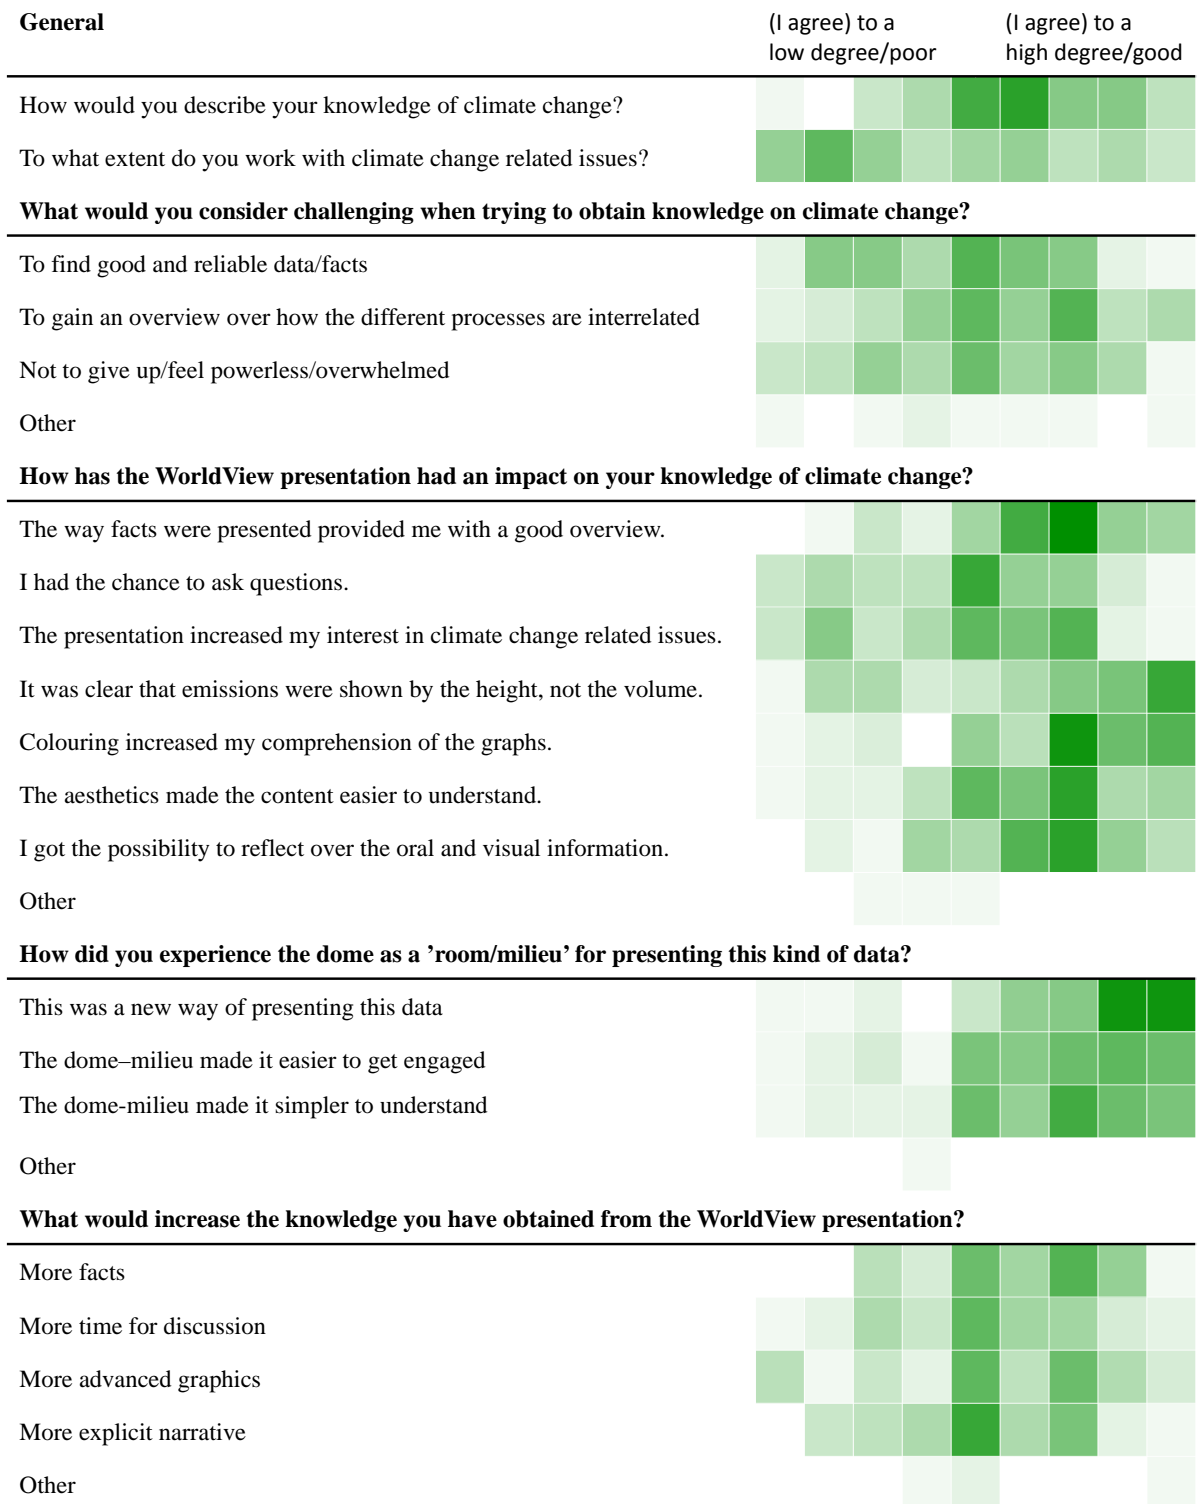 General
(I agree) to a
low degree/poor
(I agree) to a
high degree/good
How would you describe your knowledge of climate change?
To what extent do you work with climate change related issues?
What would you consider challenging when trying to obtain knowledge on climate change?
To find good and reliable data/facts
To gain an overview over how the different processes are interrelated
Not to give up/feel powerless/overwhelmed
Other
How has the WorldView presentation had an impact on your knowledge of climate change?
The way facts were presented provided me with a good overview.
I had the chance to ask questions.
The presentation increased my interest in climate change related issues.
It was clear that emissions were shown by the height, not the volume.
Colouring increased my comprehension of the graphs.
The aesthetics made the content easier to understand.
I got the possibility to reflect over the oral and visual information.
Other
How did you experience the dome as a ’room/milieu’ for presenting this kind of data?
This was a new way of presenting this data
The dome–milieu made it easier to get engaged
The dome-milieu made it simpler to understand
Other
What would increase the knowledge you have obtained from the WorldView presentation?
More facts
More time for discussion
More advanced graphics
More explicit narrative
Other